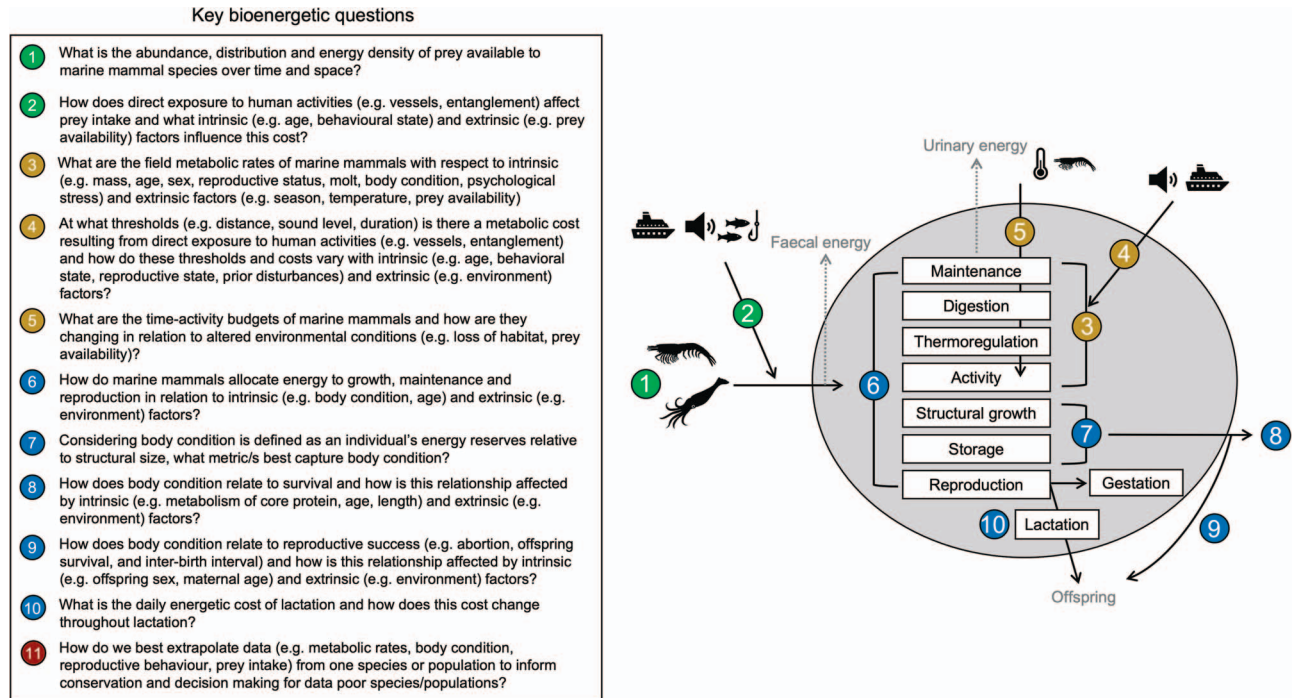 Key bioenergetic questions
1
What is the abundance, distribution and energy density of prey available to
marine mammal species over time and space?
2
How does direct exposure to human activities (e.g. vessels, entanglement) affect
prey intake and what intrinsic (e.g. age, behavioural state) and extrinsic (e.g. prey
availability) factors influence this cost?
3
What are the field metabolic rates of marine mammals with respect to intrinsic
(e.g. mass, age, sex, reproductive status, molt, body condition, psychological
stress) and extrinsic factors (e.g. season, temperature, prey availability)
4
At what thresholds (e.g. distance, sound level, duration) is there a metabolic cost
resulting from direct exposure to human activities (e.g. vessels, entanglement)
and how do these thresholds and costs vary with intrinsic (e.g. age, behavioral
state, reproductive state, prior disturbances) and extrinsic (e.g. environment)
factors?
5
What are the time-activity budgets of marine mammals and how are they
changing in relation to altered environmental conditions (e.g. loss of habitat, prey
availability)?
6
How do marine mammals allocate energy to growth, maintenance and
reproduction in relation to intrinsic (e.g. body condition, age) and extrinsic (e.g.
environment) factors?
7
Considering body condition is defined as an individual's energy reserves relative
to structural size, what metric/s best capture body condition?
8
How does body condition relate to survival and how is this relationship affected
by intrinsic (e.g. metabolism of core protein, age, length) and extrinsic (e.g.
environment) factors?
9
How does body condition relate to reproductive success (e.g. abortion, offspring
survival, and inter-birth interval) and how is this relationship affected by intrinsic
(e.g. offspring sex, maternal age) and extrinsic (e.g. environment) factors?
10
What is the daily energetic cost of lactation and how does this cost change
throughout lactation?
11
How do we best extrapolate data (e.g. metabolic rates, body condition,
reproductive behaviour, prey intake) from one species or population to inform
conservation and decision making for data poor species/populations?
Urinary energy
Faecal energy
5
4
2
1
6
3
Maintenance
Digestion
Thermoregulation
Activity
Structural growth
Storage
Reproduction
7
8
Gestation
10
Lactation
9
Offspring